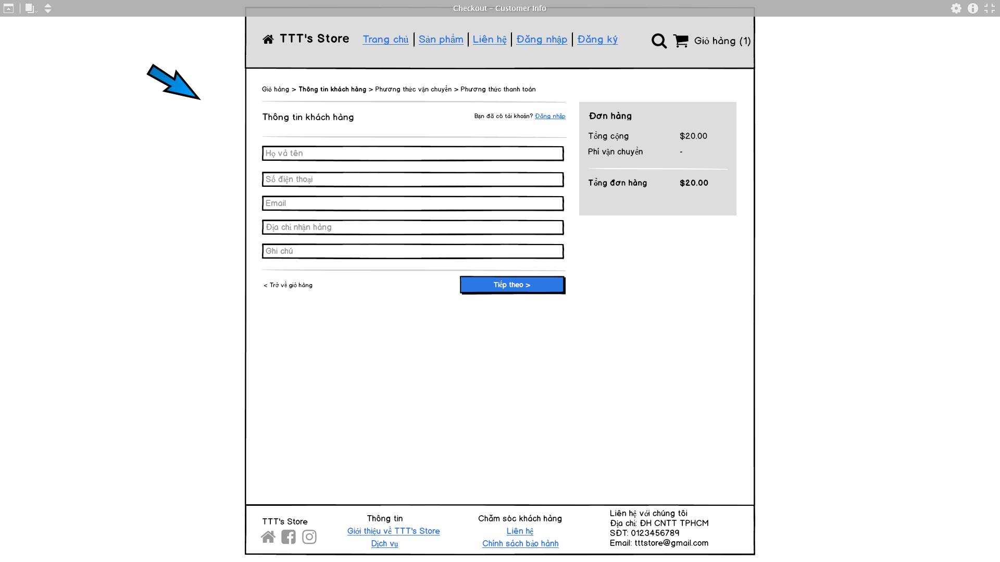 Checkout - Customer Info
TTT's Store Trang chủ Sản phẩm Liên hệ Đăng nhập Đăng ký Giỏ hàng (1)
Giỏ hàng > Thông tin khách hàng > Phương thức vận chuyển > Phương thức thanh toán
Thông tin khách hàng
Bạn đã có tài khoản? Đăng nhập
Họ và tên
Số điện thoại
Email
Địa chỉ nhận hàng
Ghi chú
< Trở về giỏ hàng
Tiếp theo >
Đơn hàng
Tổng cộng $20.00
Phí vận chuyển -
Tổng đơn hàng $20.00
TTT's Store
Thông tin
Giới thiệu về TTT's Store
Dịch vụ
Chăm sóc khách hàng
Liên hệ
Chính sách bảo hành
Liên hệ với chúng tôi
Địa chỉ: ĐH CNTT TPHCM
SĐT: 0123456789
Email: tttstore@gmail.com